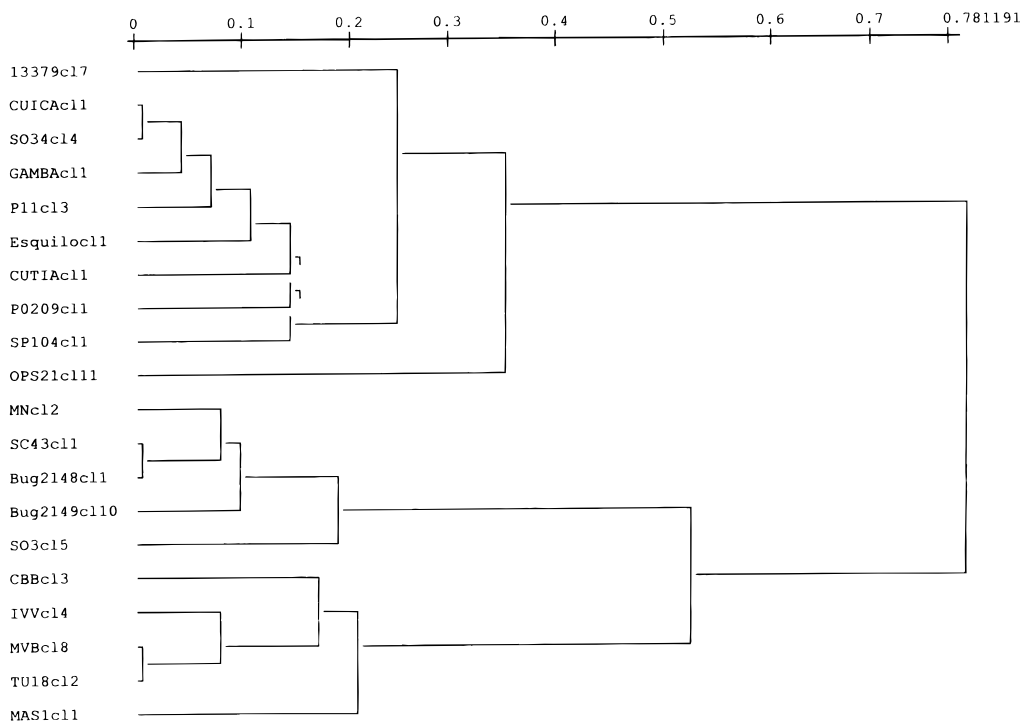 0 0.1 0.2 0.3 0.4 0.5 0.6 0.7 0.781191
13379cl7
CUICAcl1
SO34cl4
GAMBAcl1
P11cl3
Esquilocl1
CUTIAcl1
P0209cl1
SP104cl1
OPS21cl11
MNcl2
SC43cl1
Bug2148cl1
Bug2149cl10
SO3cl5
CBBcl3
IVVcl4
MVBcl8
TU18cl2
MAS1cl1